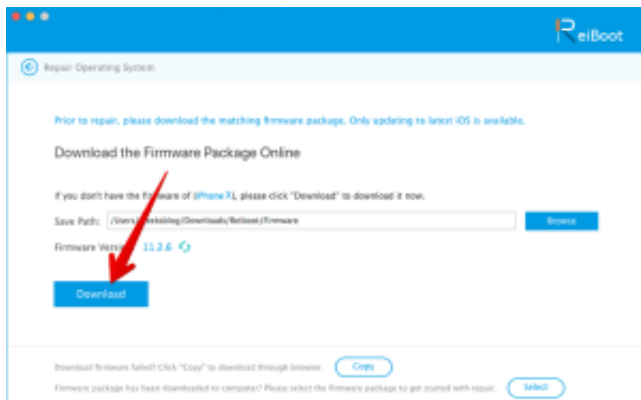 ReiBoot
Repair Operating System
Prior to repair, please download the matching firmware package. Only updating to latest iOS is available.
Download the Firmware Package Online
If you don't have the firmware of (iPhone X), please click "Download" to download it now.
Save Path: /Downloads/Reiboot/Firmware
Browse
Firmware Version: 11.2.6
Download
Download firmware failed? Click "Copy" to download through browser. Copy
Firmware package has been downloaded to computer? Please select the firmware package to get started with repair. Select